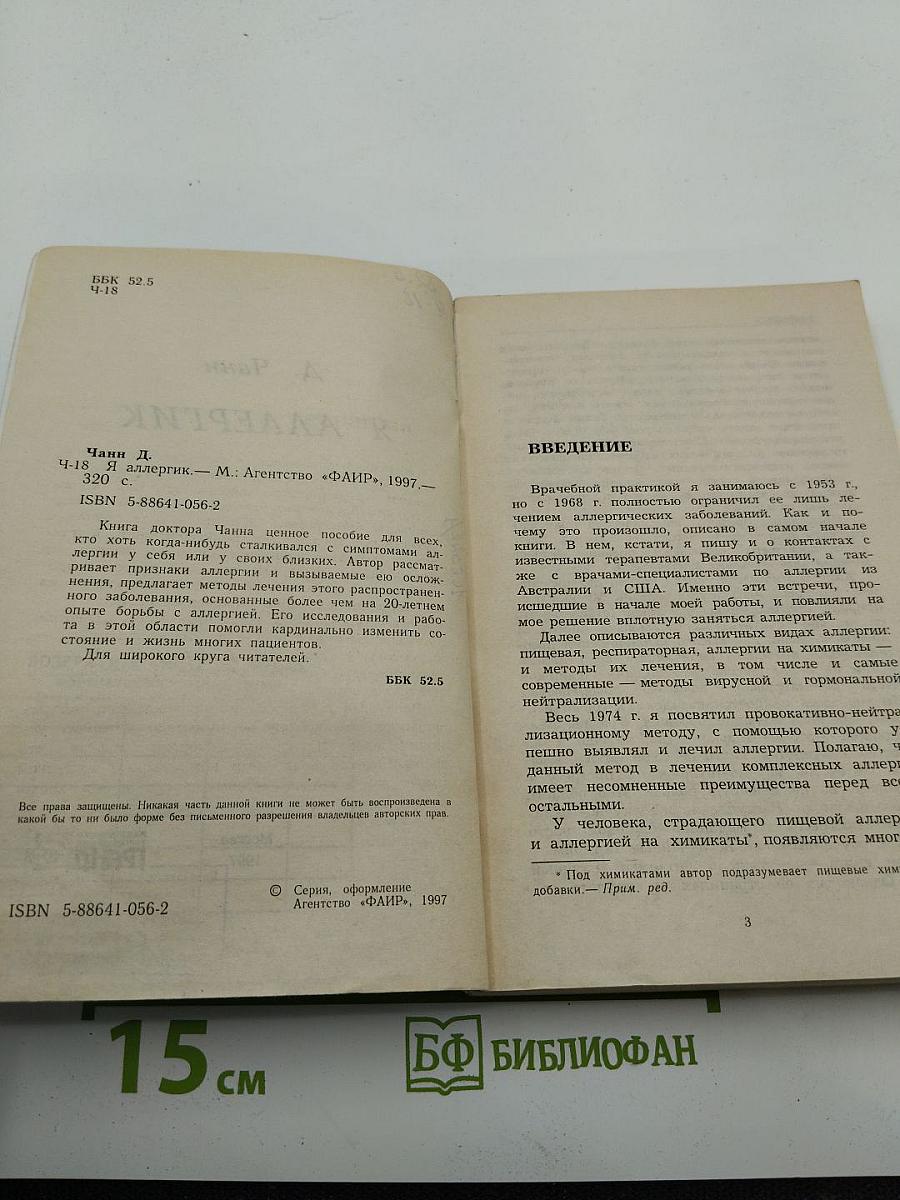 ББК 52.5
Ч-18
Чанн Д.
Ч-18 Я аллергик.— М.: Агентство «ФАИР», 1997.—
320 с.
ISBN 5-88641-056-2
Книга доктора Чанна ценное пособие для всех,
кто хоть когда-нибудь сталкивался с симптомами ал-
лергии у себя или у своих близких. Автор рассмат-
ривает признаки аллергии и вызываемые ею ослож-
нения, предлагает методы лечения этого распространен-
ного заболевания, основанные более чем на 20-летнем
опыте борьбы с аллергией. Его исследования и рабо-
та в этой области помогли кардинально изменить со-
стояние и жизнь многих пациентов.
Для широкого круга читателей.
ББК 52.5
Все права защищены. Никакая часть данной книги не может быть воспроизведена в
какой бы то ни было форме без письменного разрешения владельцев авторских прав.
© Серия, оформление
Агентство «ФАИР», 1997
ISBN 5-88641-056-2
ВВЕДЕНИЕ
Врачебной практикой я занимаюсь с 1953 г.,
но с 1968 г. полностью ограничил ее лишь ле-
чением аллергических заболеваний. Как и по-
чему это произошло, описано в самом начале
книги. В нем, кстати, я пишу и о контактах с
известными терапевтами Великобритании, а так-
же с врачами-специалистами по аллергии из
Австралии и США. Именно эти встречи, про-
исшедшие в начале моей работы, и повлияли на
мое решение вплотную заняться аллергией.
Далее описываются различных видах аллергии:
пищевая, респираторная, аллергии на химикаты —
и методы их лечения, в том числе и самые
современные — методы вирусной и гормональной
нейтрализации.
Весь 1974 г. я посвятил провокативно-нейтра
лизационному методу, с помощью которого у
пешно выявлял и лечил аллергии. Полагаю, ч
данный метод в лечении комплексных аллерг
имеет несомненные преимущества перед все
остальными.
У человека, страдающего пищевой аллер
и аллергией на химикаты*, появляются мног
* Под химикатами автор подразумевает пищевые хим
добавки.— Прим. ред.
3
15 см
БФ БИБЛИОФАН